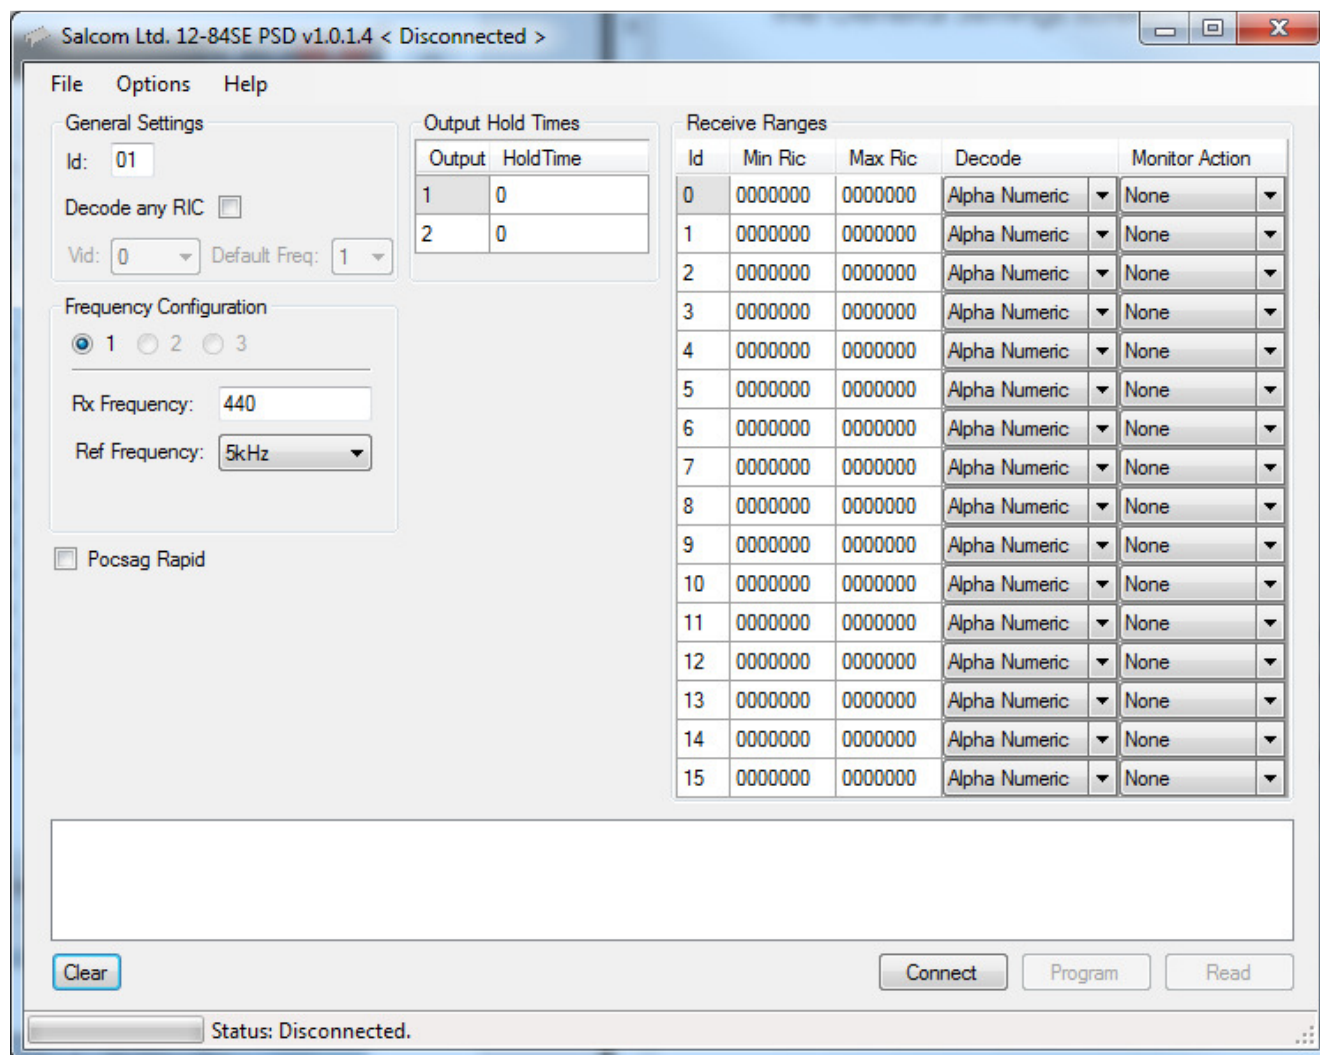 Salcom Ltd. 12-84SE PSD v1.0.1.4 < Disconnected >
File Options Help
General Settings
Id: 01
Decode any RIC
Vid: 0 Default Freq: 1
Frequency Configuration
1 2 3
Rx Frequency: 440
Ref Frequency: 5kHz
Pocsag Rapid
Output Hold Times
Output HoldTime
1 0
2 0
Receive Ranges
Id Min Ric Max Ric Decode Monitor Action
0 0000000 0000000 Alpha Numeric None
1 0000000 0000000 Alpha Numeric None
2 0000000 0000000 Alpha Numeric None
3 0000000 0000000 Alpha Numeric None
4 0000000 0000000 Alpha Numeric None
5 0000000 0000000 Alpha Numeric None
6 0000000 0000000 Alpha Numeric None
7 0000000 0000000 Alpha Numeric None
8 0000000 0000000 Alpha Numeric None
9 0000000 0000000 Alpha Numeric None
10 0000000 0000000 Alpha Numeric None
11 0000000 0000000 Alpha Numeric None
12 0000000 0000000 Alpha Numeric None
13 0000000 0000000 Alpha Numeric None
14 0000000 0000000 Alpha Numeric None
15 0000000 0000000 Alpha Numeric None
Clear Connect Program Read
Status: Disconnected.